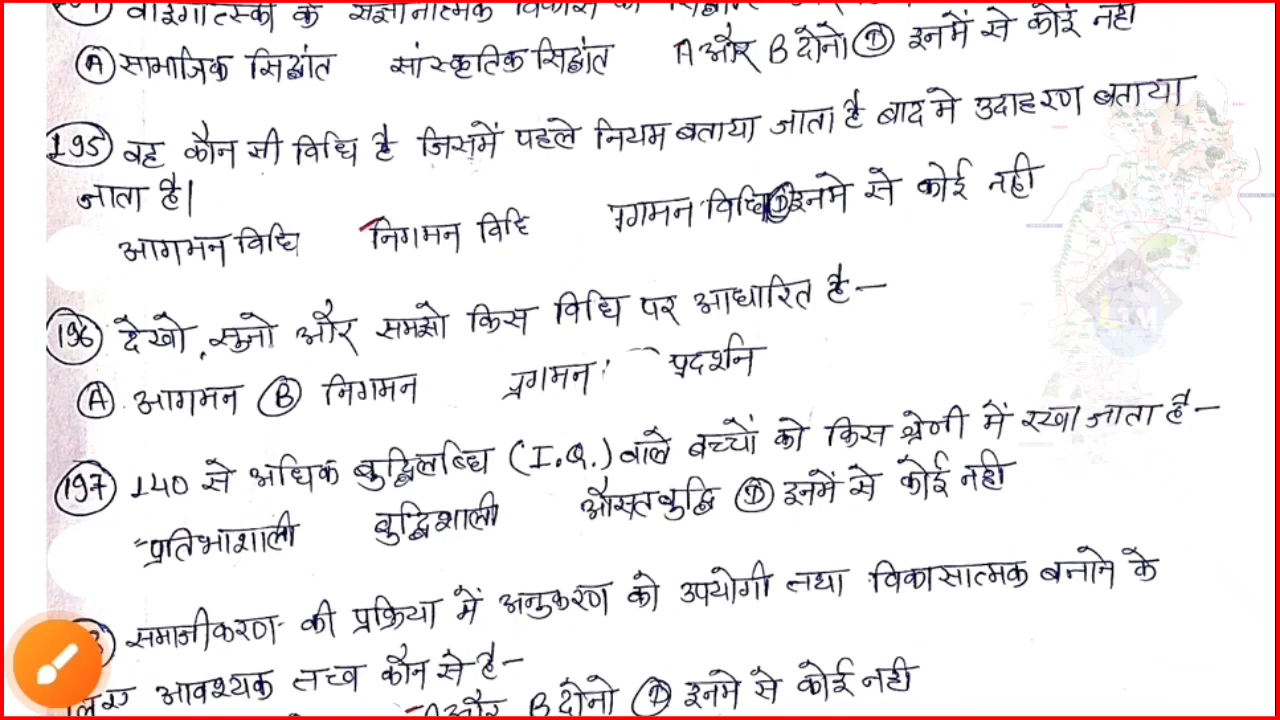 वाइगोत्स्की के संज्ञानात्मक विकास का
(A) सामाजिक सिद्धांत सांस्कृतिक सिद्धांत A और B दोनो (D) इनमें से कोई नही
(195) वह कौन सी विधि है जिसमें पहले नियम बताया जाता है बाद मे उदाहरण बताया
जाता है।
आगमन विधि निगमन विधि प्रगमन विधि (D) इनमे से कोई नही
(196) देखो, सुनो और समझो किस विधि पर आधारित है -
(A) आगमन (B) निगमन प्रगमन प्रदर्शन
(197) 140 से अधिक बुद्धिलब्धि (I.Q.) वाले बच्चों को किस श्रेणी में रखा जाता है -
प्रतिभाशाली बुद्धिशाली औसत बुद्धि (D) इनमें से कोई नही
समाजीकरण की प्रक्रिया में अनुकरण को उपयोगी तथा विकासात्मक बनाने के
लिए आवश्यक तत्व कौन से है -
A और B दोनो (D) इनमे से कोई नही